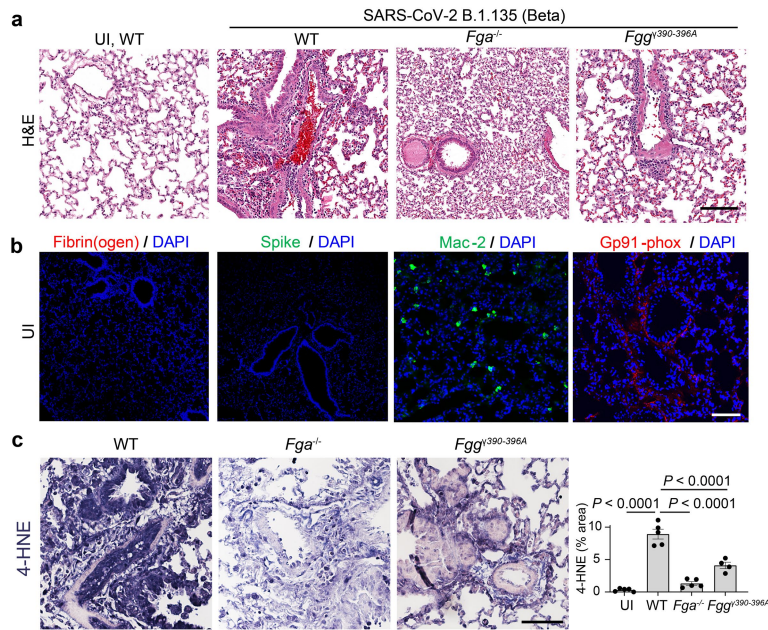 a
SARS-CoV-2 B.1.135 (Beta)
UI, WT
WT
Fga-/-
Fggγ390-396A
H&E
b
Fibrin(ogen) / DAPI
Spike / DAPI
Mac-2 / DAPI
Gp91-phox / DAPI
UI
c
WT
Fga-/-
Fggγ390-396A
4-HNE
P < 0.0001
P < 0.0001 P < 0.0001
4-HNE (% area)
10
5
0
UI WT Fga-/- Fggγ390-396A